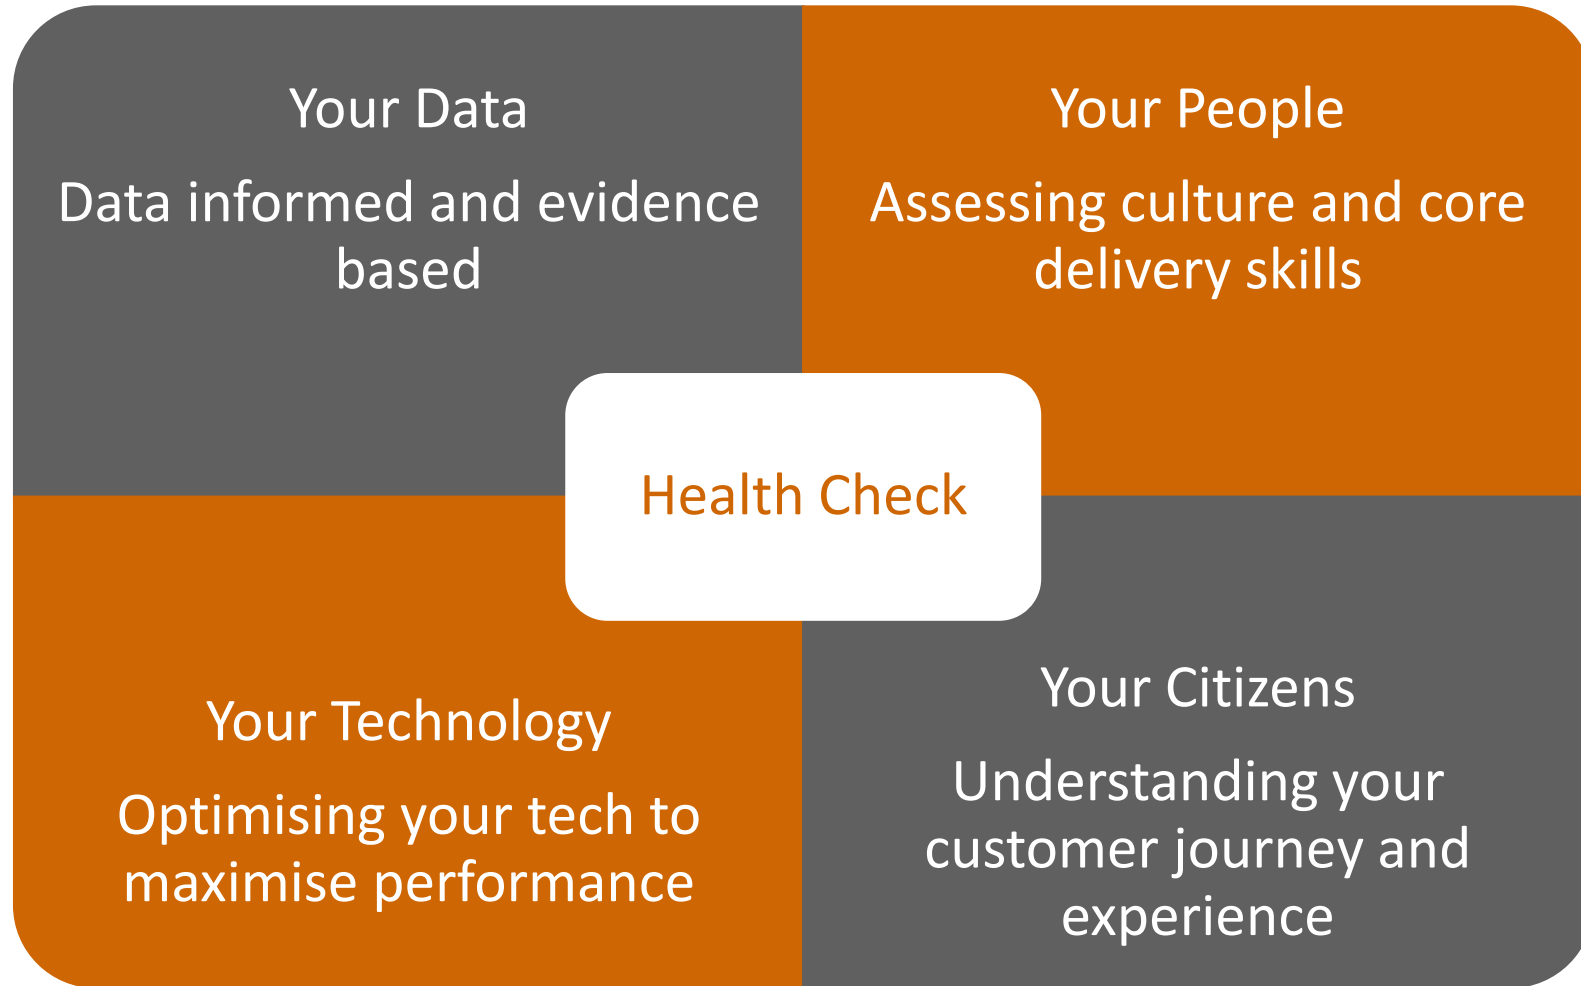 Your Data
Data informed and evidence
based
Your People
Assessing culture and core
delivery skills
Health Check
Your Technology
Optimising your tech to
maximise performance
Your Citizens
Understanding your
customer journey and
experience